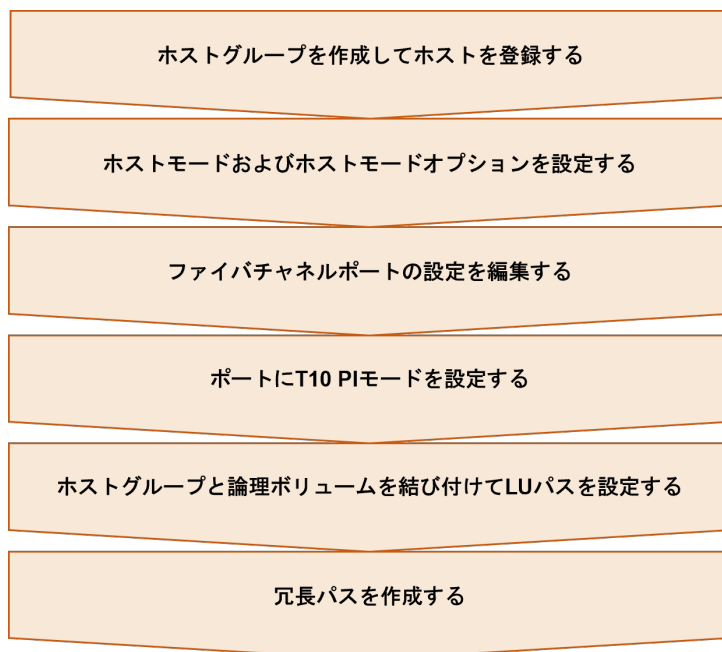 ホストグループを作成してホストを登録する
ホストモードおよびホストモードオプションを設定する
ファイバチャネルポートの設定を編集する
ポートにT10 PIモードを設定する
ホストグループと論理ボリュームを結び付けてLUパスを設定する
冗長パスを作成する